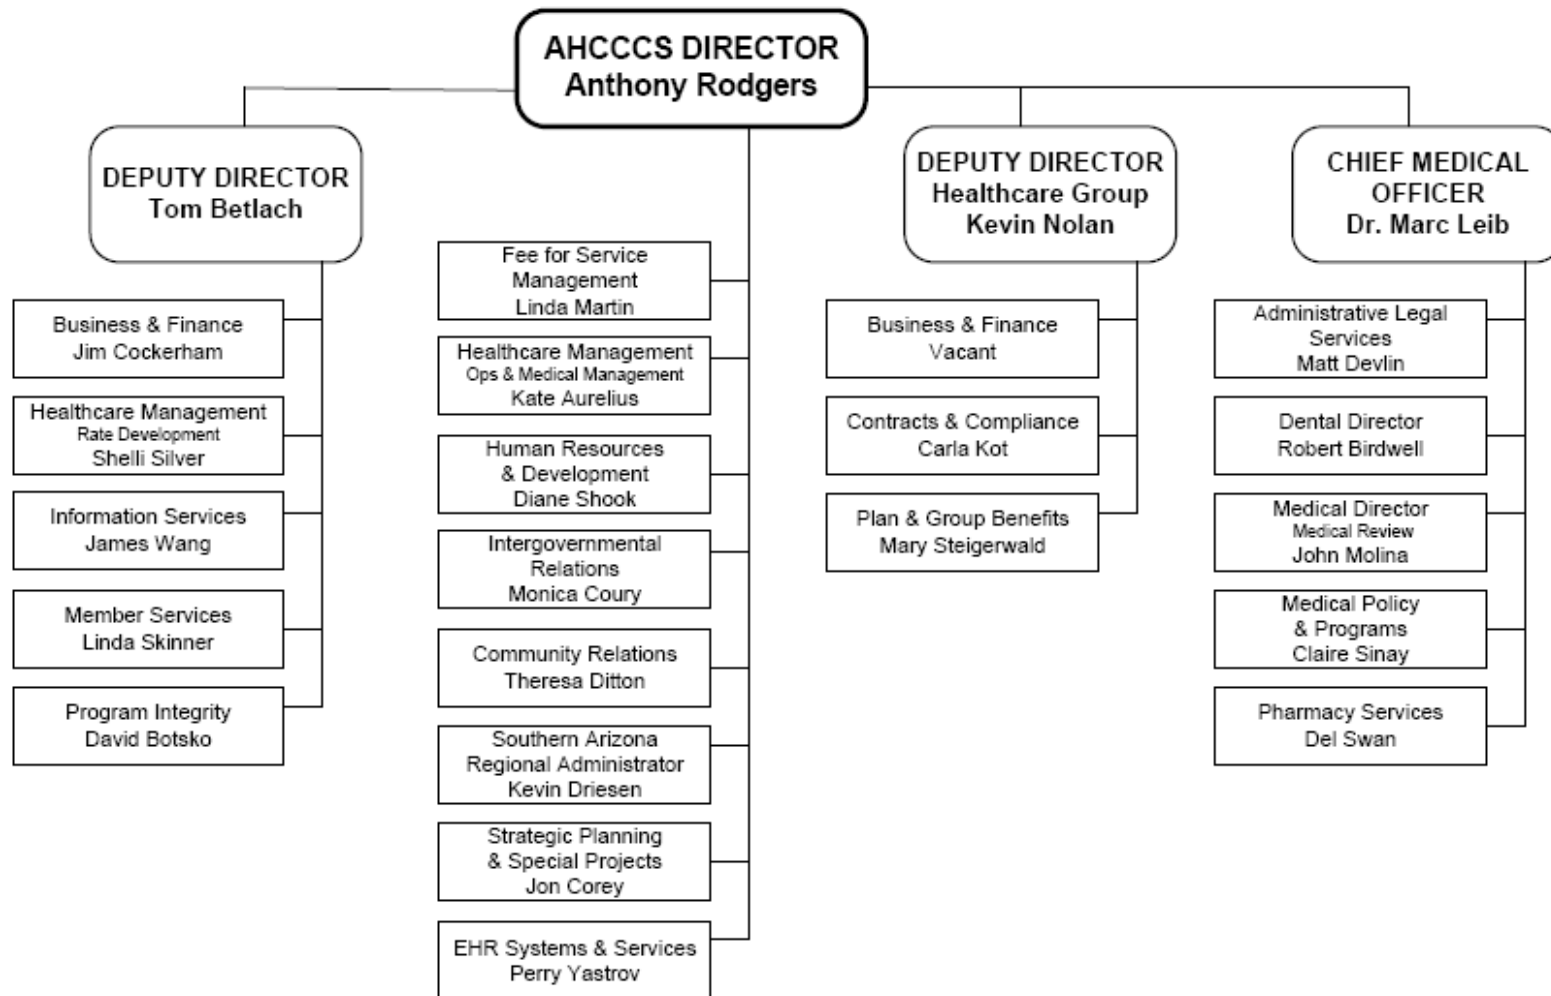 AHCCCS DIRECTOR
Anthony Rodgers
DEPUTY DIRECTOR
Tom Betlach
Business & Finance
Jim Cockerham
Healthcare Management
Rate Development
Shelli Silver
Information Services
James Wang
Member Services
Linda Skinner
Program Integrity
David Botsko
Fee for Service
Management
Linda Martin
Healthcare Management
Ops & Medical Management
Kate Aurelius
Human Resources
& Development
Diane Shook
Intergovernmental
Relations
Monica Coury
Community Relations
Theresa Ditton
Southern Arizona
Regional Administrator
Kevin Driesen
Strategic Planning
& Special Projects
Jon Corey
EHR Systems & Services
Perry Yastrov
DEPUTY DIRECTOR
Healthcare Group
Kevin Nolan
Business & Finance
Vacant
Contracts & Compliance
Carla Kot
Plan & Group Benefits
Mary Steigerwald
CHIEF MEDICAL
OFFICER
Dr. Marc Leib
Administrative Legal
Services
Matt Devlin
Dental Director
Robert Birdwell
Medical Director
Medical Review
John Molina
Medical Policy
& Programs
Claire Sinay
Pharmacy Services
Del Swan